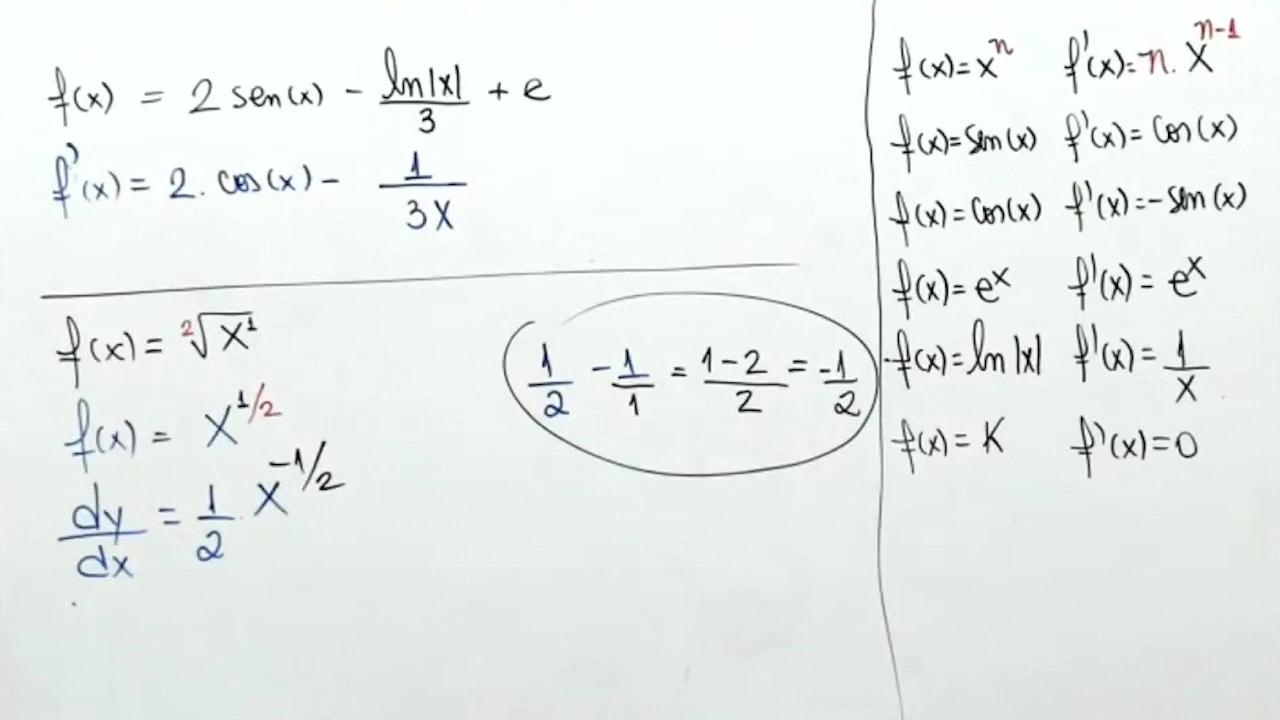 f(x) = 2 sen(x) - ln|x|/3 + e
f'(x) = 2. cos(x) - 1/3x
f(x) = ²√x¹
f(x) = x^1/2
dy/dx = 1/2 . x^-1/2
1/2 - 1/1 = 1-2/2 = -1/2
f(x)= x^n f'(x)= n. x^n-1
f(x)= sen(x) f'(x)= cos(x)
f(x)= cos(x) f'(x)= -sen(x)
f(x)= e^x f'(x)= e^x
f(x)= ln|x| f'(x)= 1/x
f(x)= K f'(x)=0